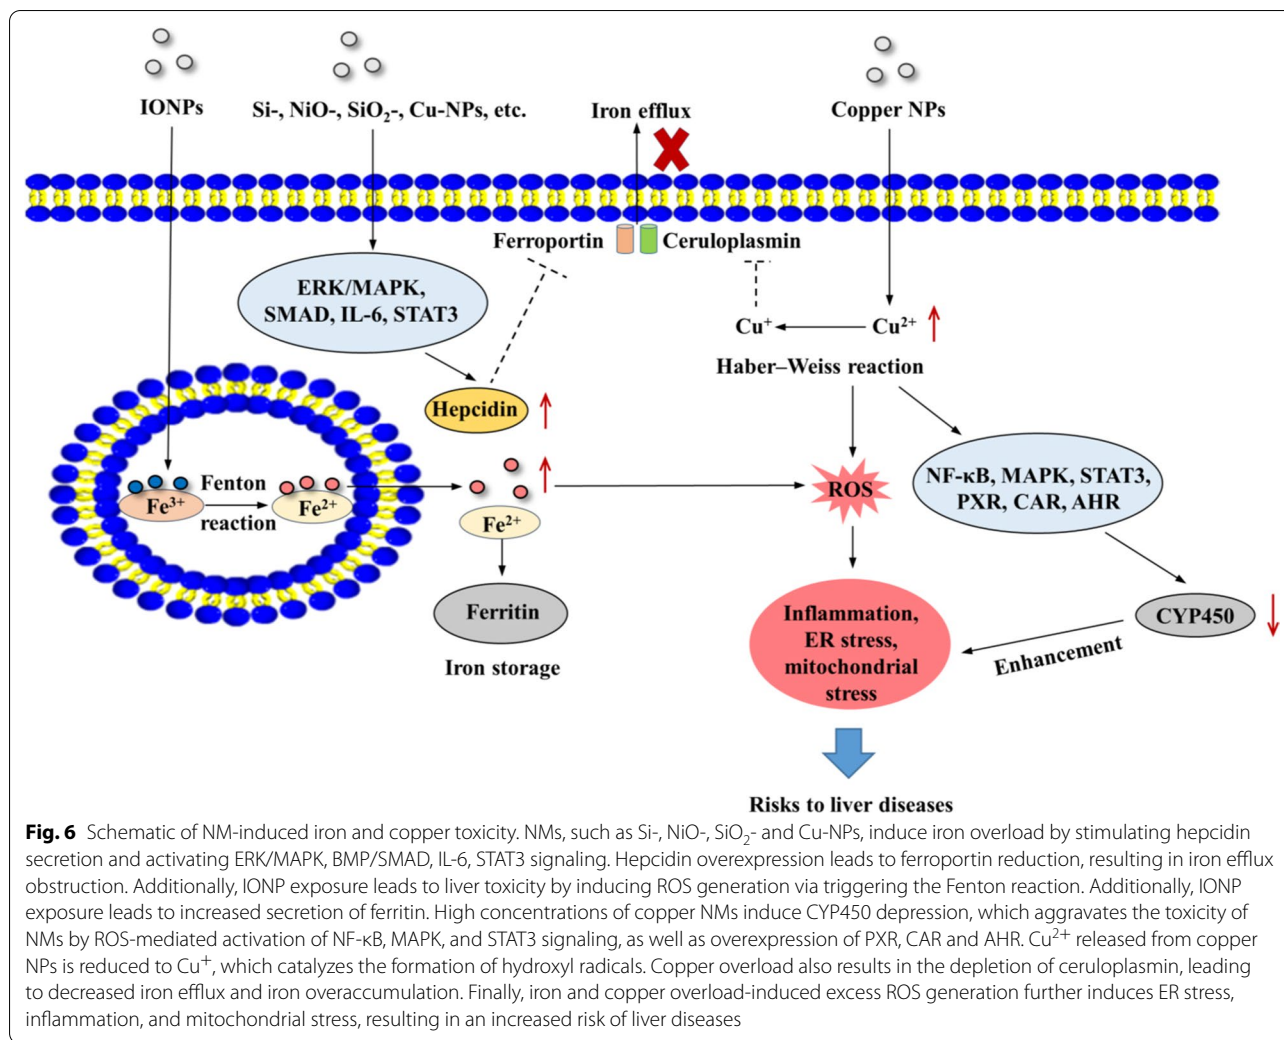 IONPs
Si-, NiO-, SiO₂-, Cu-NPs, etc.
Iron efflux
Copper NPs
Ferroportin
Ceruloplasmin
ERK/MAPK,
SMAD, IL-6, STAT3
Cu⁺
Cu²⁺
Haber–Weiss reaction
Hepcidin
Fe³⁺
Fenton
reaction
Fe²⁺
Fe²⁺
ROS
NF-κB, MAPK, STAT3,
PXR, CAR, AHR
Ferritin
Iron storage
Inflammation,
ER stress,
mitochondrial
stress
CYP450
Enhancement
Risks to liver diseases
Fig. 6 Schematic of NM-induced iron and copper toxicity. NMs, such as Si-, NiO-, SiO₂- and Cu-NPs, induce iron overload by stimulating hepcidin
secretion and activating ERK/MAPK, BMP/SMAD, IL-6, STAT3 signaling. Hepcidin overexpression leads to ferroportin reduction, resulting in iron efflux
obstruction. Additionally, IONP exposure leads to liver toxicity by inducing ROS generation via triggering the Fenton reaction. Additionally, IONP
exposure leads to increased secretion of ferritin. High concentrations of copper NMs induce CYP450 depression, which aggravates the toxicity of
NMs by ROS-mediated activation of NF-κB, MAPK, and STAT3 signaling, as well as overexpression of PXR, CAR and AHR. Cu²⁺ released from copper
NPs is reduced to Cu⁺, which catalyzes the formation of hydroxyl radicals. Copper overload also results in the depletion of ceruloplasmin, leading
to decreased iron efflux and iron overaccumulation. Finally, iron and copper overload-induced excess ROS generation further induces ER stress,
inflammation, and mitochondrial stress, resulting in an increased risk of liver diseases